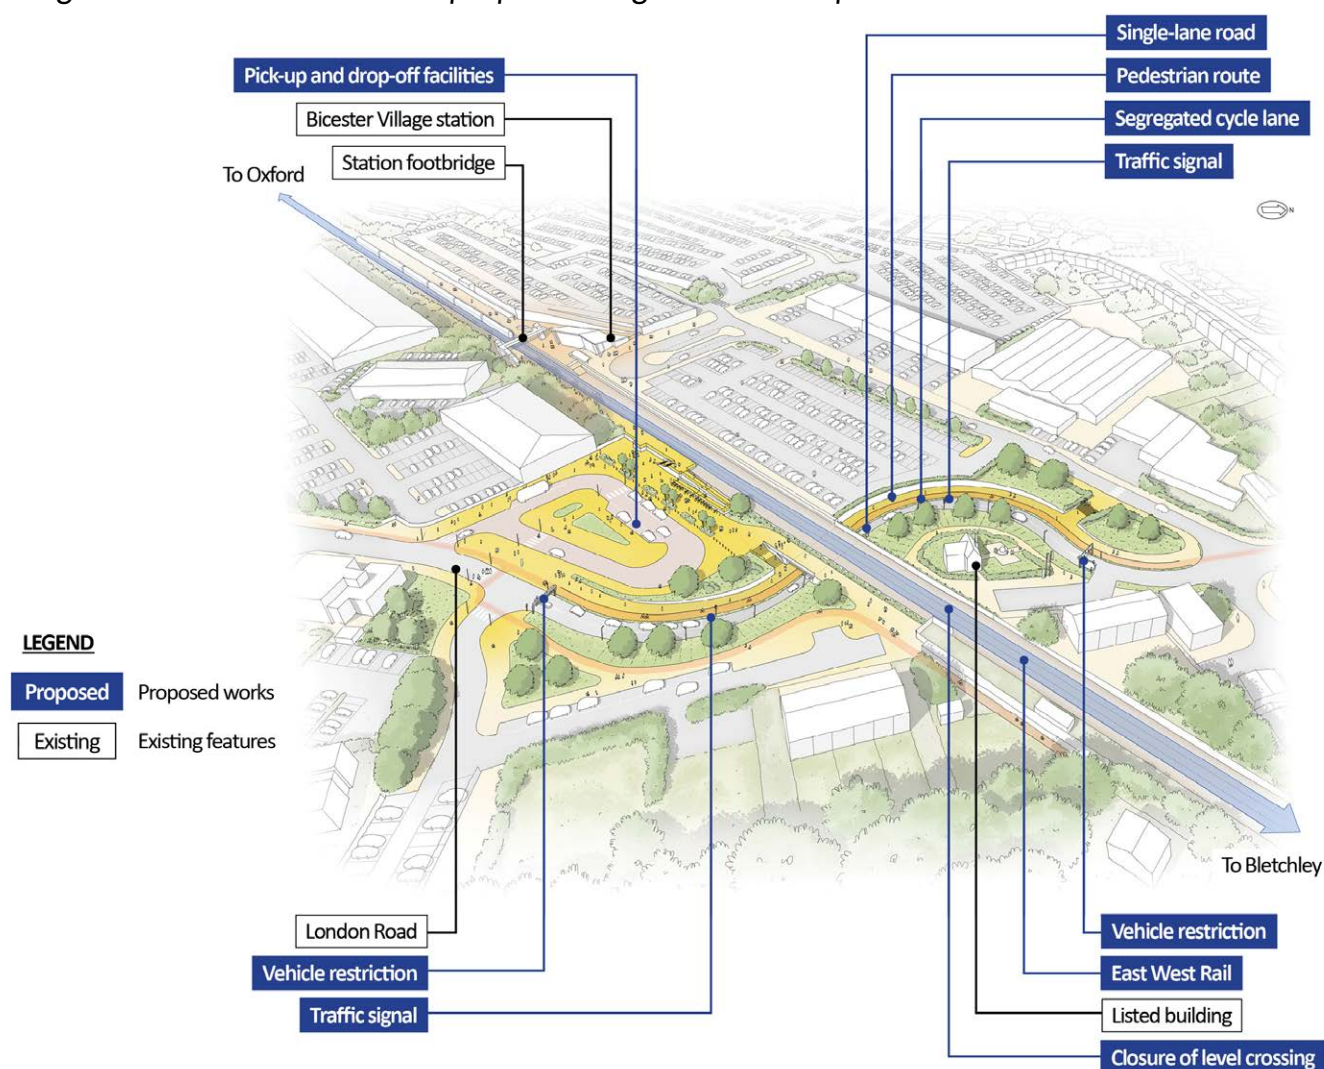 Single-lane road
Pick-up and drop-off facilities
Pedestrian route
Bicester Village station
Segregated cycle lane
Station footbridge
Traffic signal
To Oxford
N
LEGEND
Proposed Proposed works
Existing Existing features
To Bletchley
London Road
Vehicle restriction
Vehicle restriction
East West Rail
Traffic signal
Listed building
Closure of level crossing